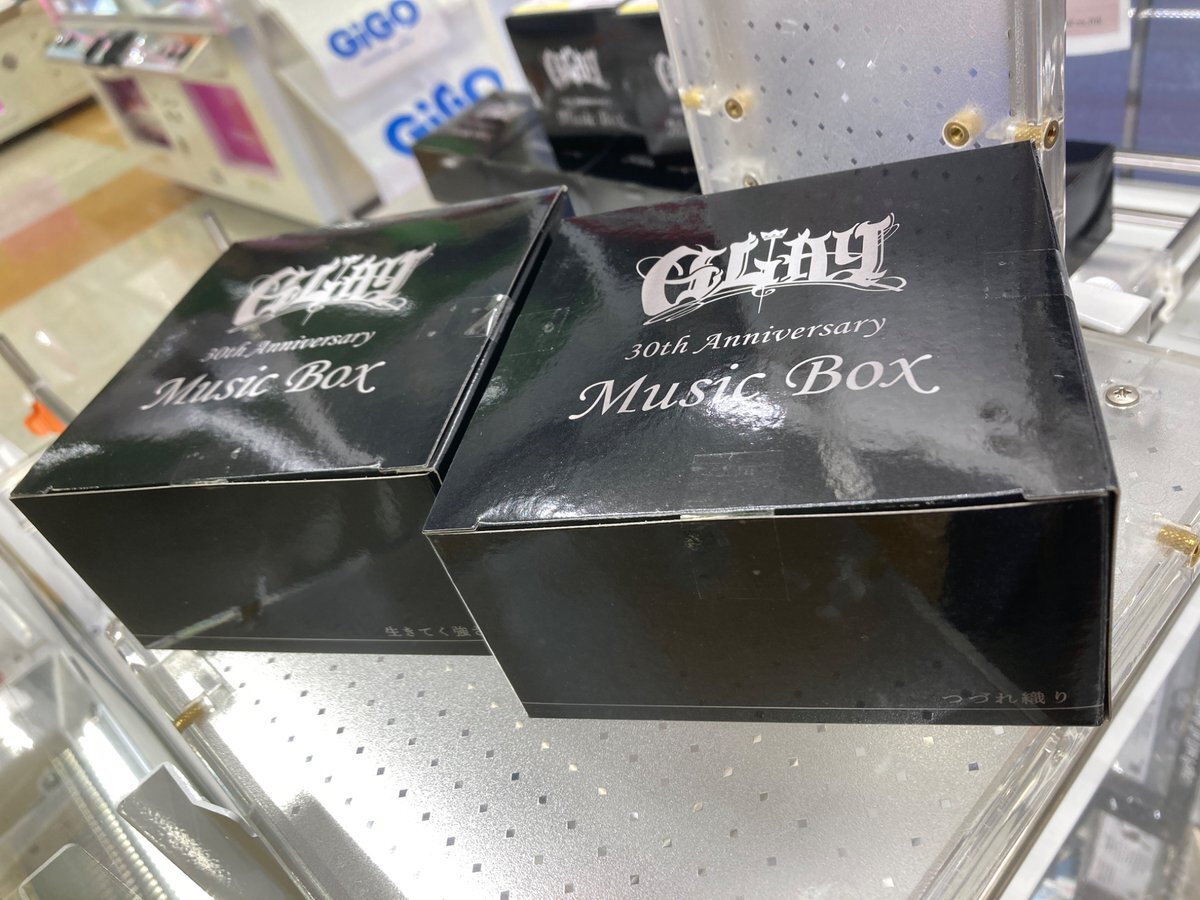 GiGO
GiGO
GLAY
Music Box
GLAY
30th Anniversary
Music Box
生きてく強さ
GLAY
30th Anniversary
Music Box
つづれ織り